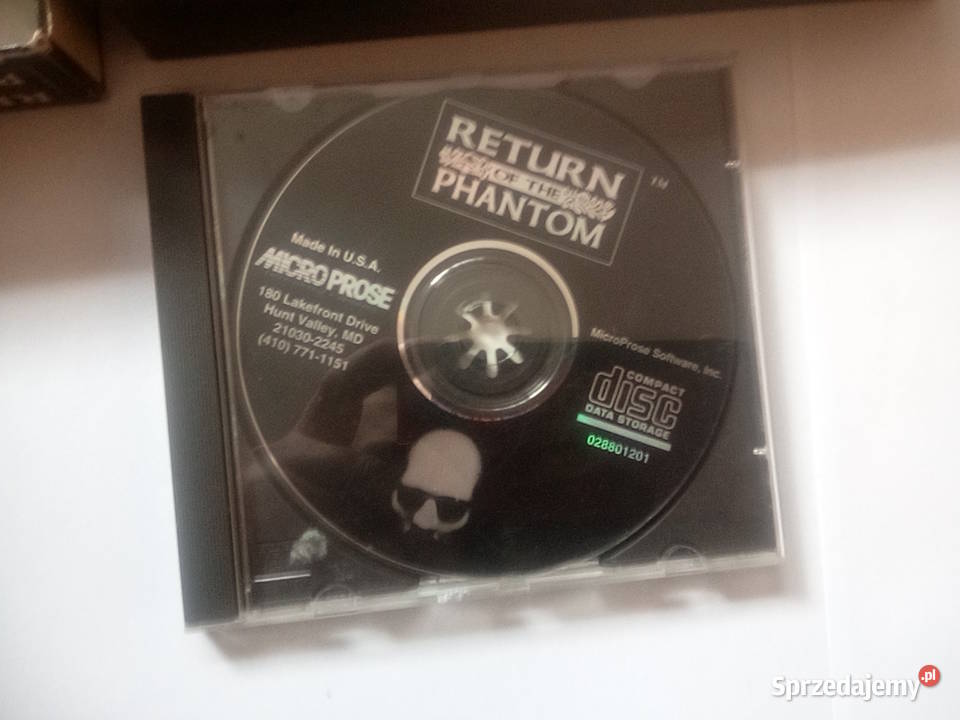 RETURN
OF THE
PHANTOM
TM
Made In U.S.A.
MICRO PROSE
180 Lakefront Drive
Hunt Valley, MD
21030-2245
(410) 771-1151
MicroProse Software, Inc.
COMPACT
disc
DATA STORAGE
028801201
Sprzedajemy.pl